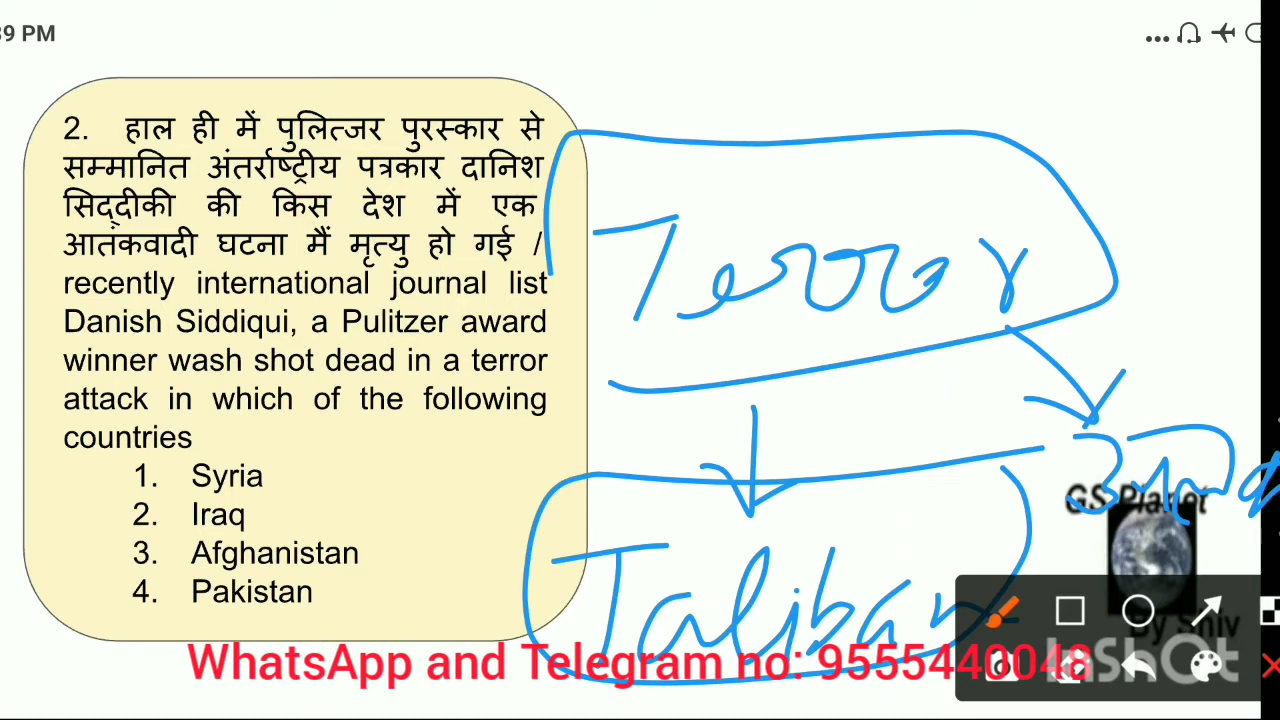 39 PM
2. हाल ही में पुलित्जर पुरस्कार से
सम्मानित अंतर्राष्ट्रीय पत्रकार दानिश
सिद्दीकी की किस देश में एक
आतंकवादी घटना मैं मृत्यु हो गई /
recently international journal list
Danish Siddiqui, a Pulitzer award
winner wash shot dead in a terror
attack in which of the following
countries
1. Syria
2. Iraq
3. Afghanistan
4. Pakistan
Terror
Taliban
GS Planet
By Shiv
WhatsApp and Telegram no: 9555440048